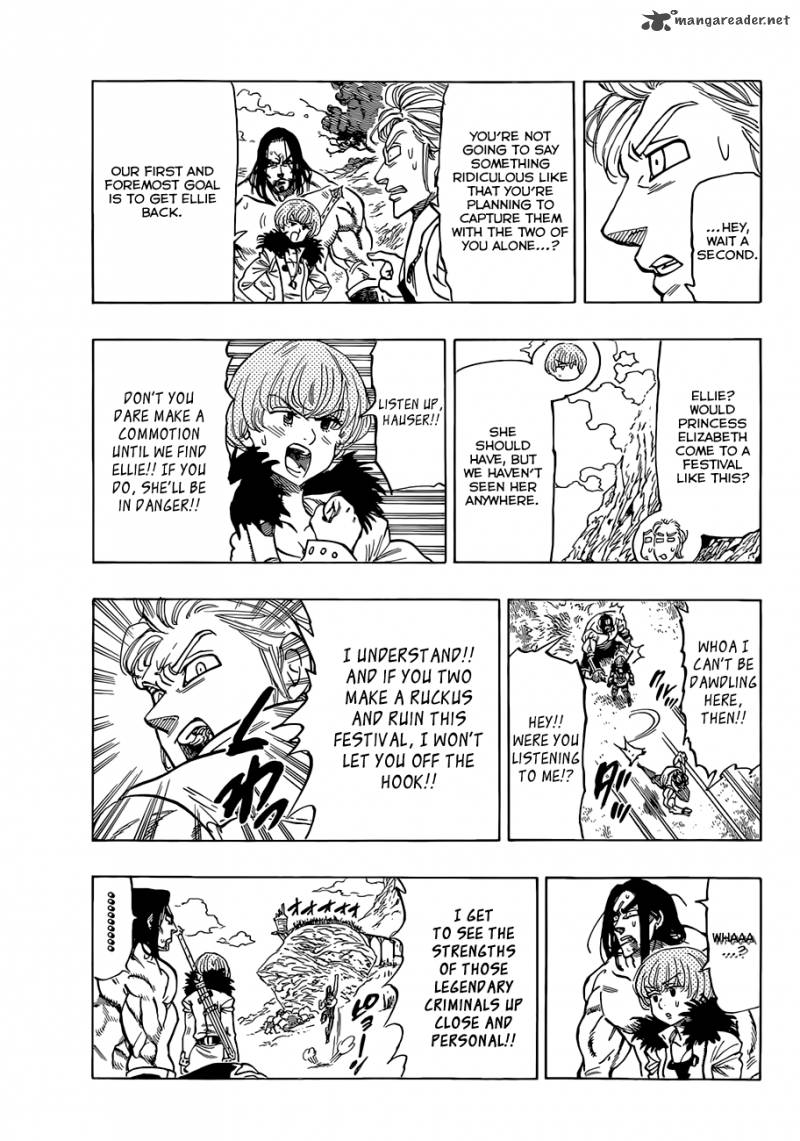 mangareader.net
...HEY,
WAIT A
SECOND.
YOU'RE NOT
GOING TO SAY
SOMETHING
RIDICULOUS LIKE
THAT YOU'RE
PLANNING TO
CAPTURE THEM
WITH THE TWO OF
YOU ALONE...?
OUR FIRST AND
FOREMOST GOAL
IS TO GET ELLIE
BACK.
ELLIE?
WOULD
PRINCESS
ELIZABETH
COME TO A
FESTIVAL
LIKE THIS?
SHE
SHOULD
HAVE, BUT
WE HAVEN'T
SEEN HER
ANYWHERE.
LISTEN UP,
HAUSER!!
DON'T YOU
DARE MAKE A
COMMOTION
UNTIL WE FIND
ELLIE!! IF YOU
DO, SHE'LL BE
IN DANGER!!
WHOA I
CAN'T BE
DAWDLING
HERE,
THEN!!
HEY!!
WERE YOU
LISTENING
TO ME!?
I UNDERSTAND!!
AND IF YOU TWO
MAKE A RUCKUS
AND RUIN THIS
FESTIVAL, I WON'T
LET YOU OFF THE
HOOK!!
WHAAA
...?
I GET
TO SEE THE
STRENGTHS
OF THOSE
LEGENDARY
CRIMINALS UP
CLOSE AND
PERSONAL!!
オオオオオ